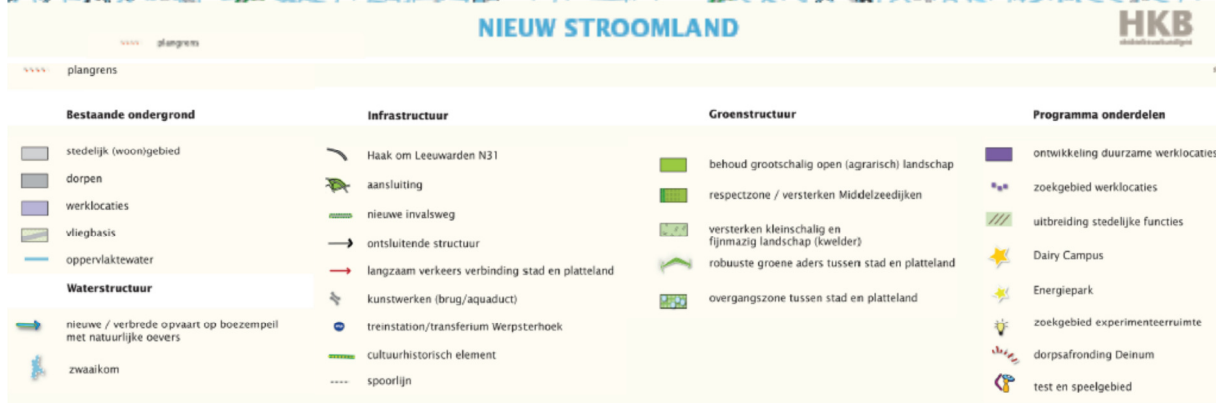 NIEUW STROOMLAND
HKB
plangrens
plangrens
Bestaande ondergrond
stedelijk (woon)gebied
dorpen
werklocaties
vliegbasis
oppervlaktewater
Waterstructuur
nieuwe / verbrede opvaart op boezempeil
met natuurlijke oevers
zwaaikom
Infrastructuur
Haak om Leeuwarden N31
aansluiting
nieuwe invalsweg
ontsluitende structuur
langzaam verkeers verbinding stad en platteland
kunstwerken (brug/aquaduct)
treinstation/transferium Werpsterhoek
cultuurhistorisch element
spoorlijn
Groenstructuur
behoud grootschalig open (agrarisch) landschap
respectzone / versterken Middelzeedijken
versterken kleinschalig en
fijnmazig landschap (kwelder)
robuuste groene aders tussen stad en platteland
overgangszone tussen stad en platteland
Programma onderdelen
ontwikkeling duurzame werklocaties
zoekgebied werklocaties
uitbreiding stedelijke functies
Dairy Campus
Energiepark
zoekgebied experimenteerruimte
dorpsafronding Deinum
test en speelgebied